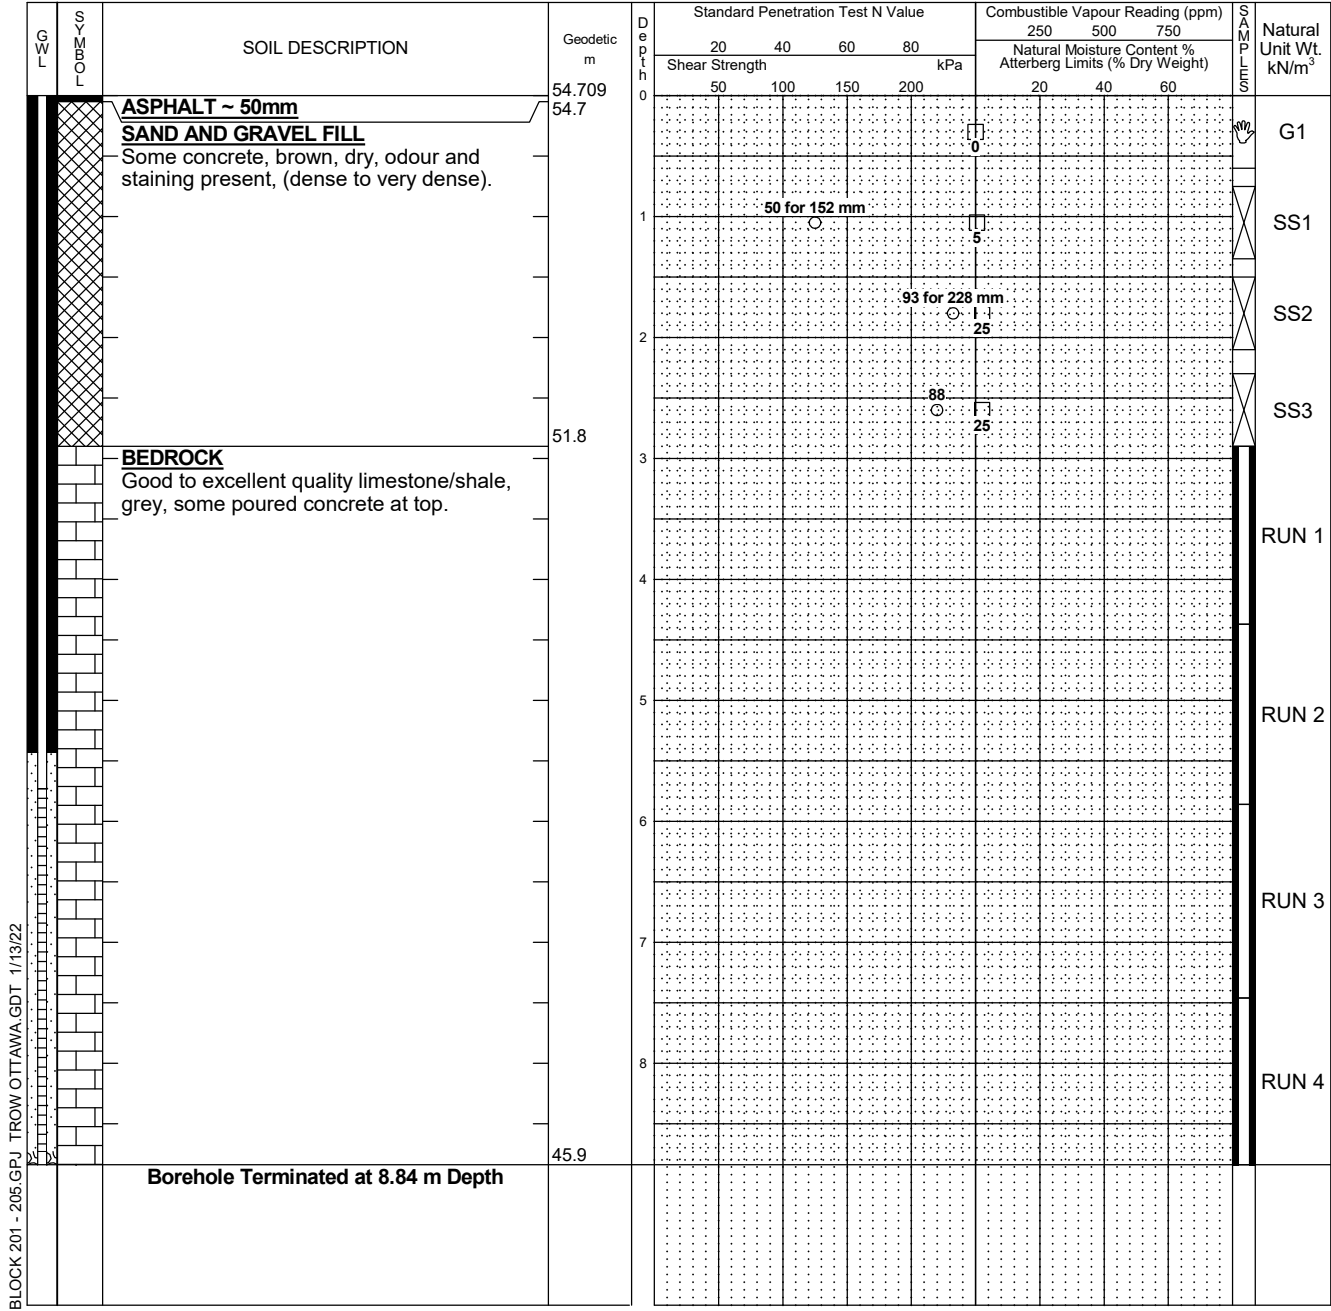 GWL
SYMBOL
SOIL DESCRIPTION
Geodetic
m
Depth
Standard Penetration Test N Value
20 40 60 80
Shear Strength kPa
50 100 150 200
Combustible Vapour Reading (ppm)
250 500 750
Natural Moisture Content %
Atterberg Limits (% Dry Weight)
20 40 60
SAMPLES
Natural
Unit Wt.
kN/m³
54.709
0
ASPHALT ~ 50mm
54.7
SAND AND GRAVEL FILL
Some concrete, brown, dry, odour and
staining present, (dense to very dense).
0
G1
50 for 152 mm
1
5
SS1
93 for 228 mm
25
SS2
2
88
25
SS3
51.8
BEDROCK
Good to excellent quality limestone/shale,
grey, some poured concrete at top.
3
RUN 1
4
5
RUN 2
6
RUN 3
7
8
RUN 4
45.9
Borehole Terminated at 8.84 m Depth
BLOCK 201 - 205.GPJ TROW OTTAWA.GDT 1/13/22